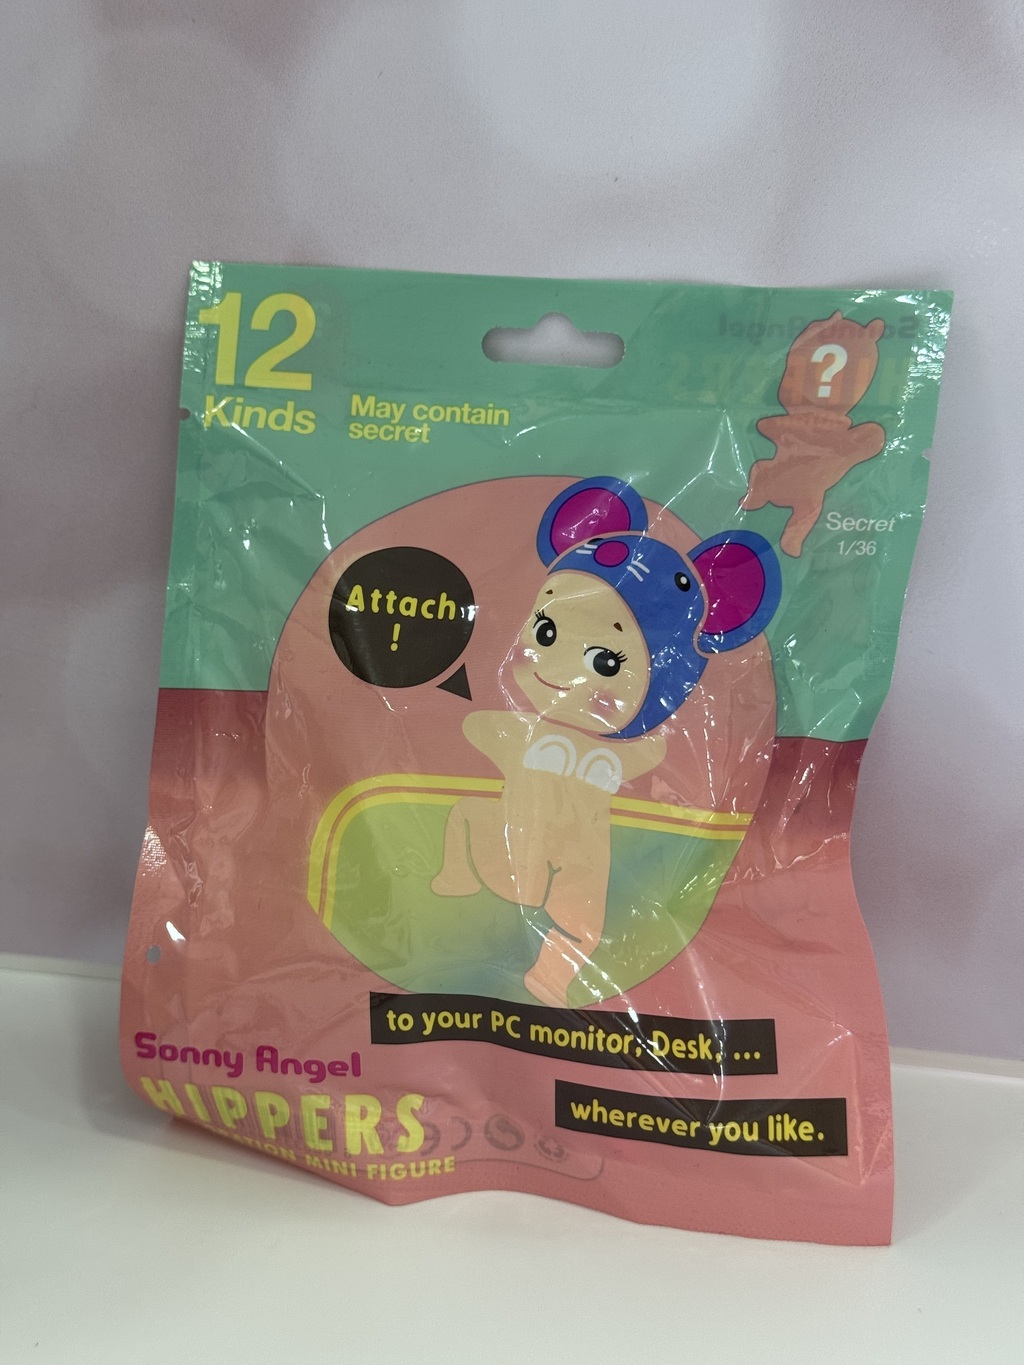 12
Kinds
May contain
secret
?
Secret
1/36
Attach
!
to your PC monitor, Desk, ...
wherever you like.
Sonny Angel
HIPPERS
MINI FIGURE